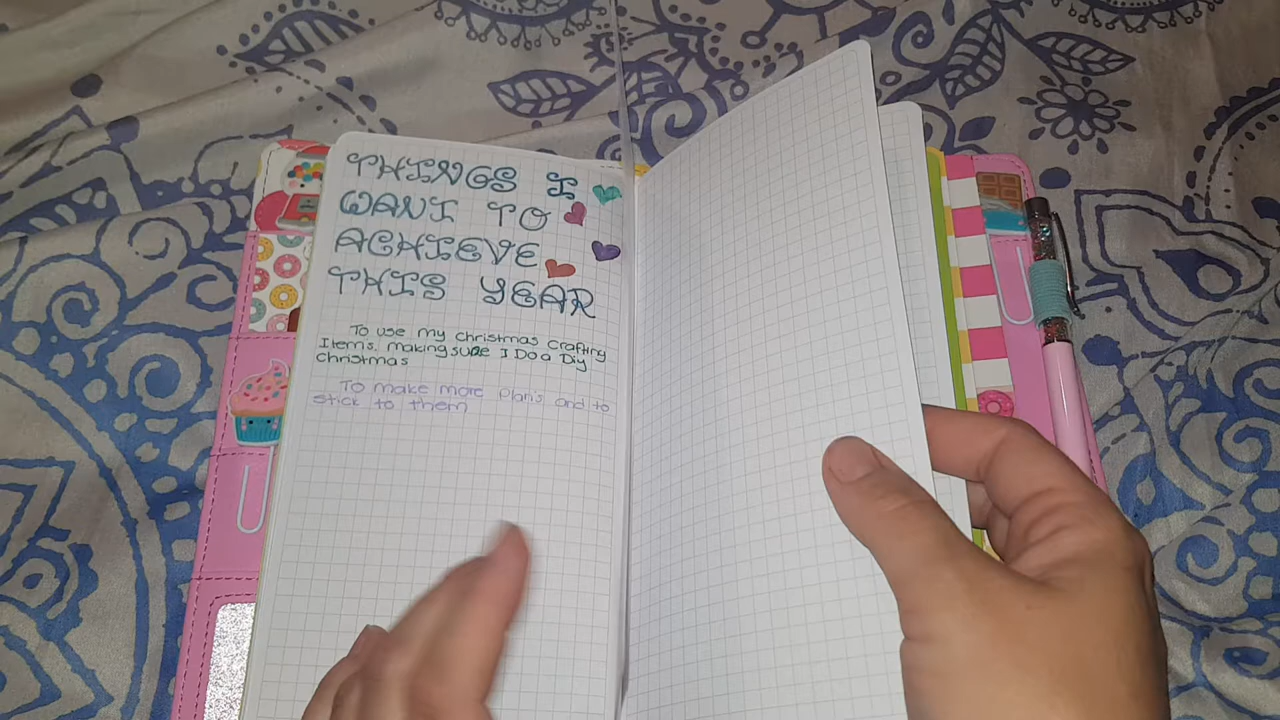 THINGS I
WANT TO
ACHIEVE
THIS YEAR
To use my Christmas Crafting
Items, making sure I Do a Diy
Christmas
To make more Plans and to
stick to them